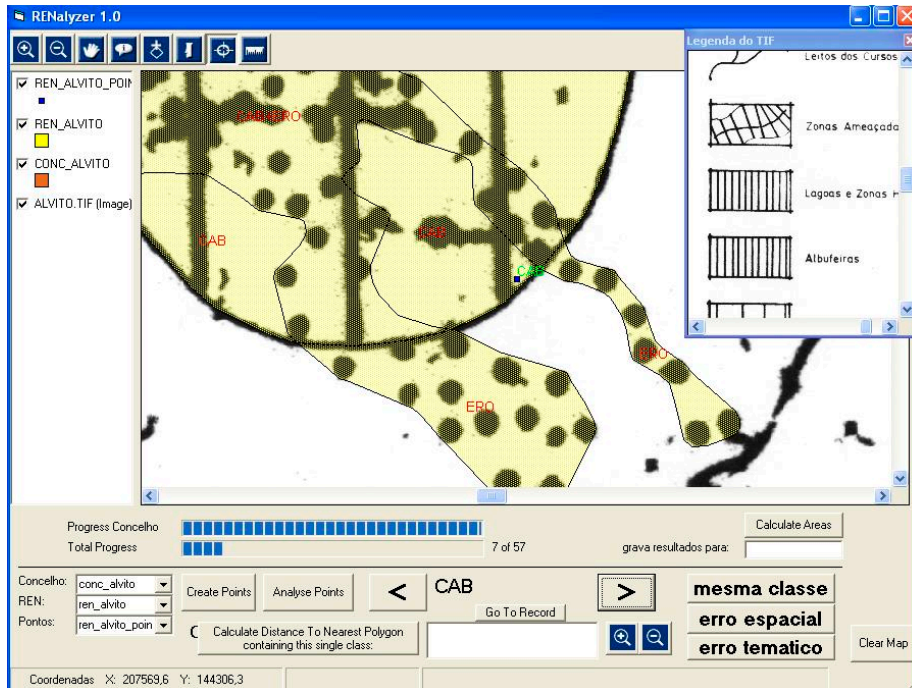 RENalyzer 1.0
Legenda do TIF
Leitos dos Cursos
Zonas Ameaçada
Lagoas e Zonas
Albufeiras
REN_ALVITO_POIN
REN_ALVITO
CONC_ALVITO
ALVITO.TIF (Image)
CAB
CAB
CAB
ERO
ERO
Progress Concelho
Calculate Areas
Total Progress
7 of 57
grava resultados para:
Concelho:
conc_alvito
REN:
ren_alvito
Pontos:
ren_alvito_poin
Create Points
Analyse Points
<
CAB
>
Go To Record
Calculate Distance To Nearest Polygon
containing this single class:
mesma classe
erro espacial
erro tematico
Clear Map
Coordenadas X: 207569,6 Y: 144306,3